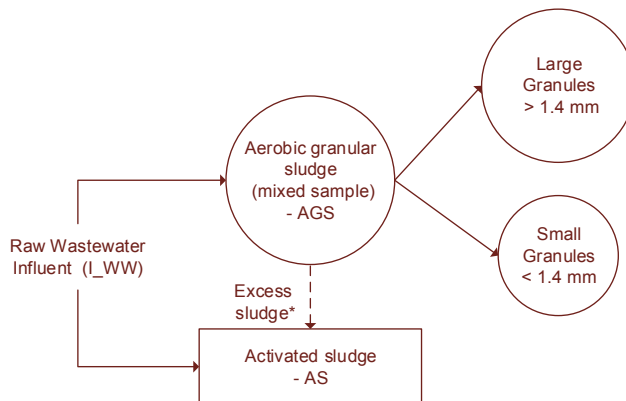 Large
Granules
> 1.4 mm
Aerobic granular
sludge
(mixed sample)
- AGS
Raw Wastewater
Influent (I_WW)
Small
Granules
< 1.4 mm
Excess
sludge*
Activated sludge
- AS